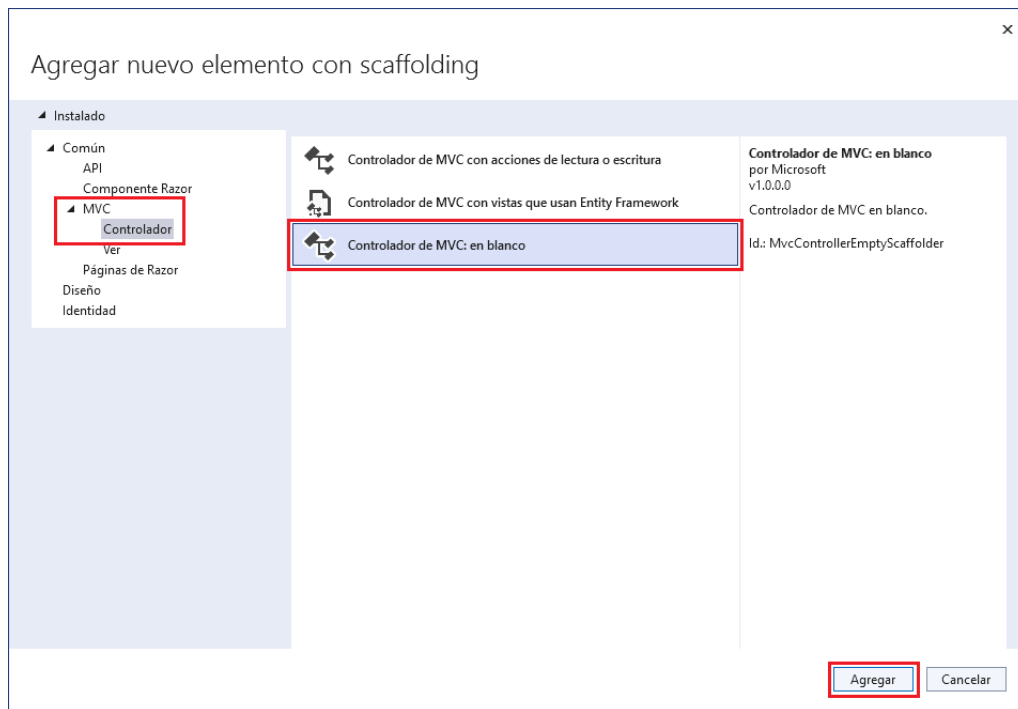 Agregar nuevo elemento con scaffolding
Instalado
Común
API
Componente Razor
MVC
Controlador
Ver
Páginas de Razor
Diseño
Identidad
Controlador de MVC con acciones de lectura o escritura
Controlador de MVC con vistas que usan Entity Framework
Controlador de MVC: en blanco
Controlador de MVC: en blanco
por Microsoft
v1.0.0.0
Controlador de MVC en blanco.
Id.: MvcControllerEmptyScaffolder
Agregar
Cancelar